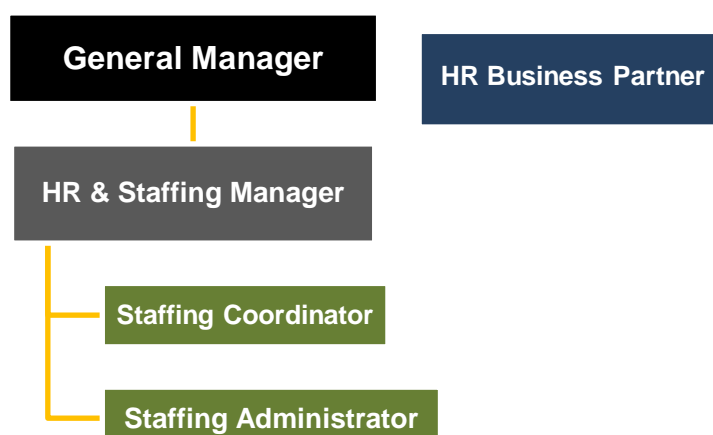 General Manager
HR Business Partner
HR & Staffing Manager
Staffing Coordinator
Staffing Administrator